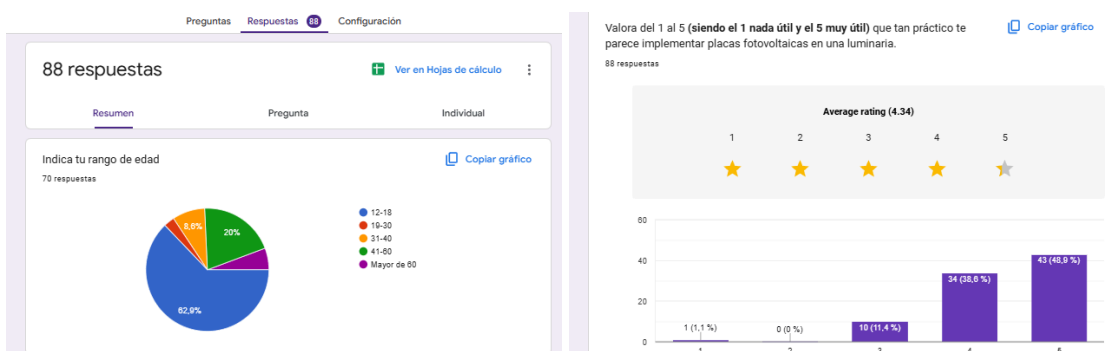 Preguntas Respuestas 88 Configuración
88 respuestas
Ver en Hojas de cálculo
Resumen Pregunta Individual
Indica tu rango de edad
Copiar gráfico
70 respuestas
12-18
19-30
31-40
41-60
Mayor de 60
8,6%
20%
62,9%
Valora del 1 al 5 (siendo el 1 nada útil y el 5 muy útil) que tan práctico te
parece implementar placas fotovoltaicas en una luminaria.
Copiar gráfico
88 respuestas
Average rating (4.34)
1 2 3 4 5
60
40
20
0
1 (1,1 %)
0 (0 %)
10 (11,4 %)
34 (38,6 %)
43 (48,9 %)
1 2 3 4 5